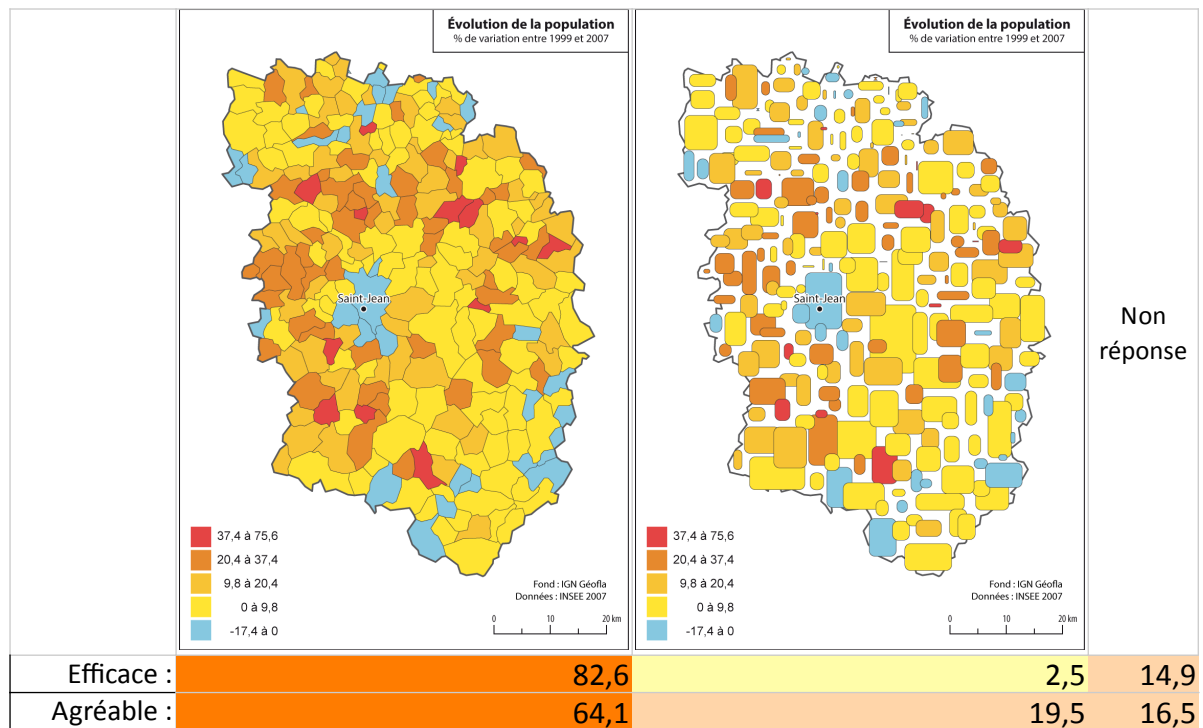 Évolution de la population
% de variation entre 1999 et 2007
Saint-Jean
37,4 à 75,6
20,4 à 37,4
9,8 à 20,4
0 à 9,8
-17,4 à 0
Fond : IGN Géofla
Données : INSEE 2007
0 10 20 km
Évolution de la population
% de variation entre 1999 et 2007
Saint-Jean
37,4 à 75,6
20,4 à 37,4
9,8 à 20,4
0 à 9,8
-17,4 à 0
Fond : IGN Géofla
Données : INSEE 2007
0 10 20 km
Non
réponse
Efficace : 82,6 2,5 14,9
Agréable : 64,1 19,5 16,5